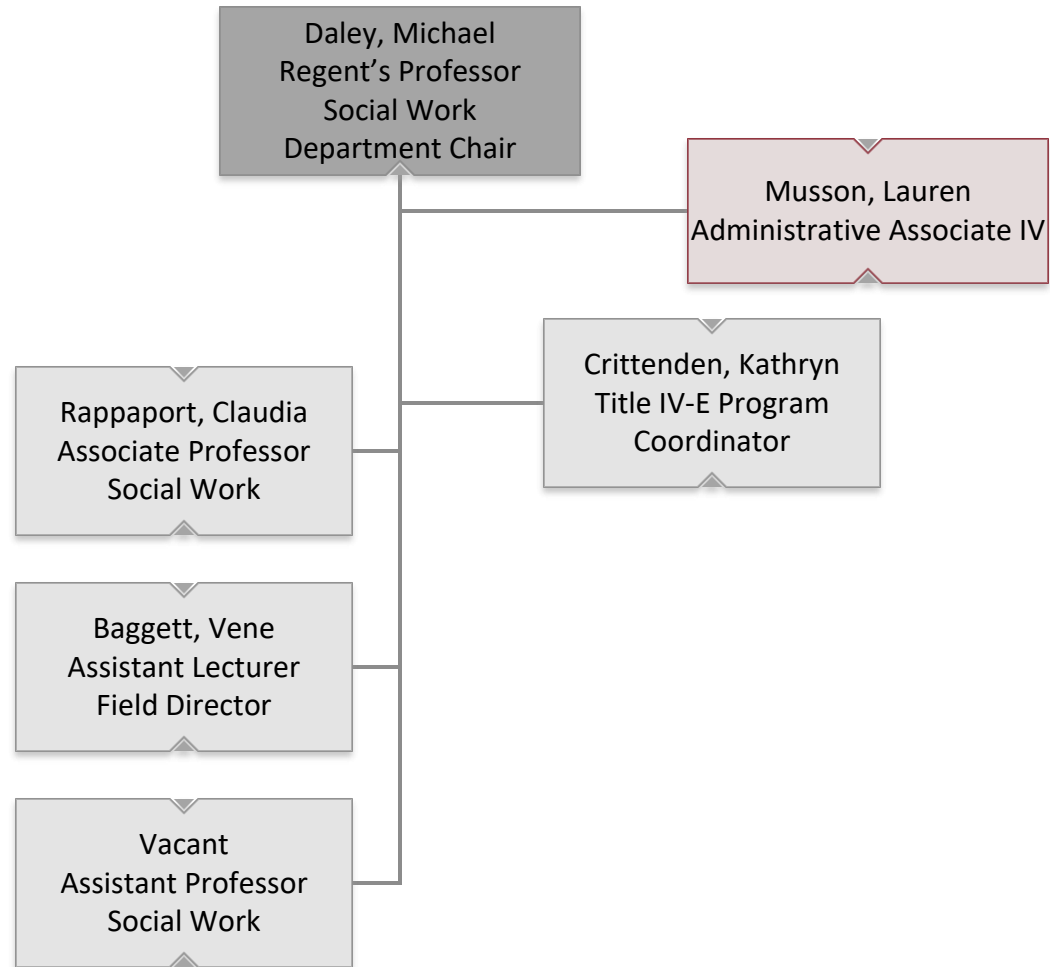 Daley, Michael
Regent’s Professor
Social Work
Department Chair
Musson, Lauren
Administrative Associate IV
Crittenden, Kathryn
Title IV-E Program
Coordinator
Rappaport, Claudia
Associate Professor
Social Work
Baggett, Vene
Assistant Lecturer
Field Director
Vacant
Assistant Professor
Social Work